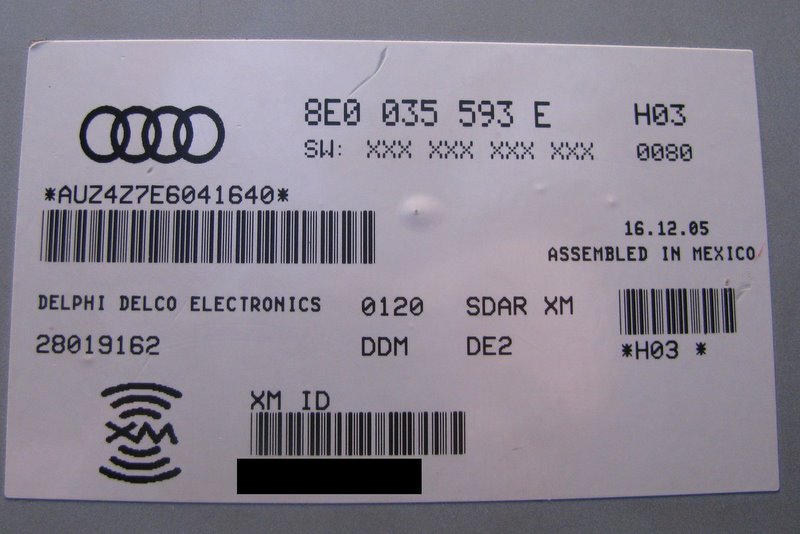 8E0 035 593 E H03
SW: XXX XXX XXX XXX 0080
*AUZ4Z7E6041640*
16.12.05
ASSEMBLED IN MEXICO
DELPHI DELCO ELECTRONICS 0120 SDAR XM
28019162 DDM DE2 *H03 *
XM
XM ID